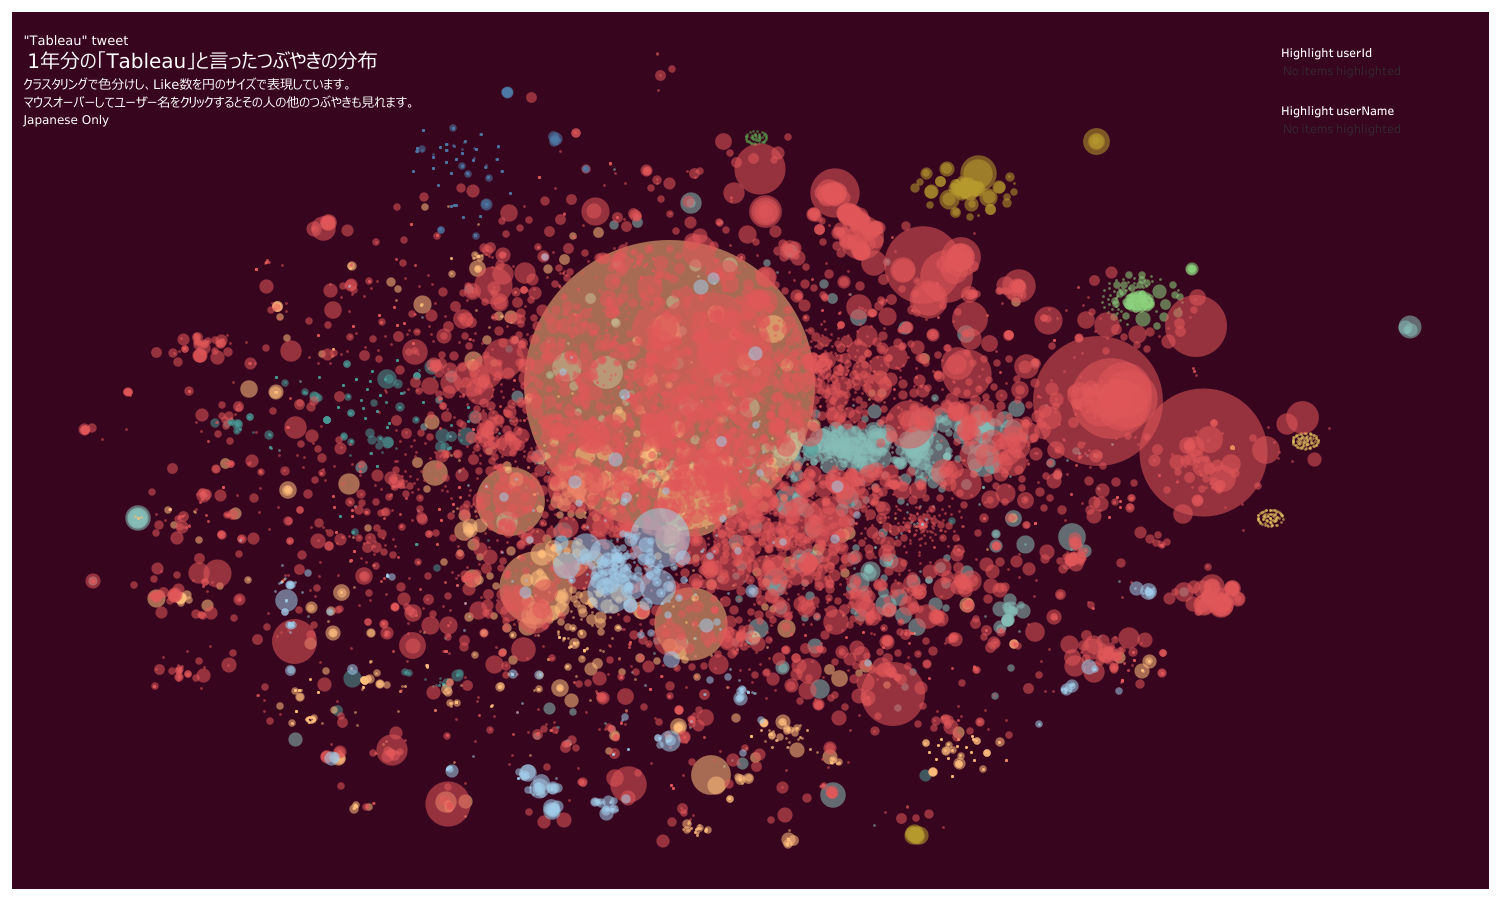 "Tableau" tweet
1年分の「Tableau」と言ったつぶやきの分布
クラスタリングで色分けし、Like数を円のサイズで表現しています。
マウスオーバーしてユーザー名をクリックするとその人の他のつぶやきも見れます。
Japanese Only
Highlight userId
No items highlighted
Highlight userName
No items highlighted